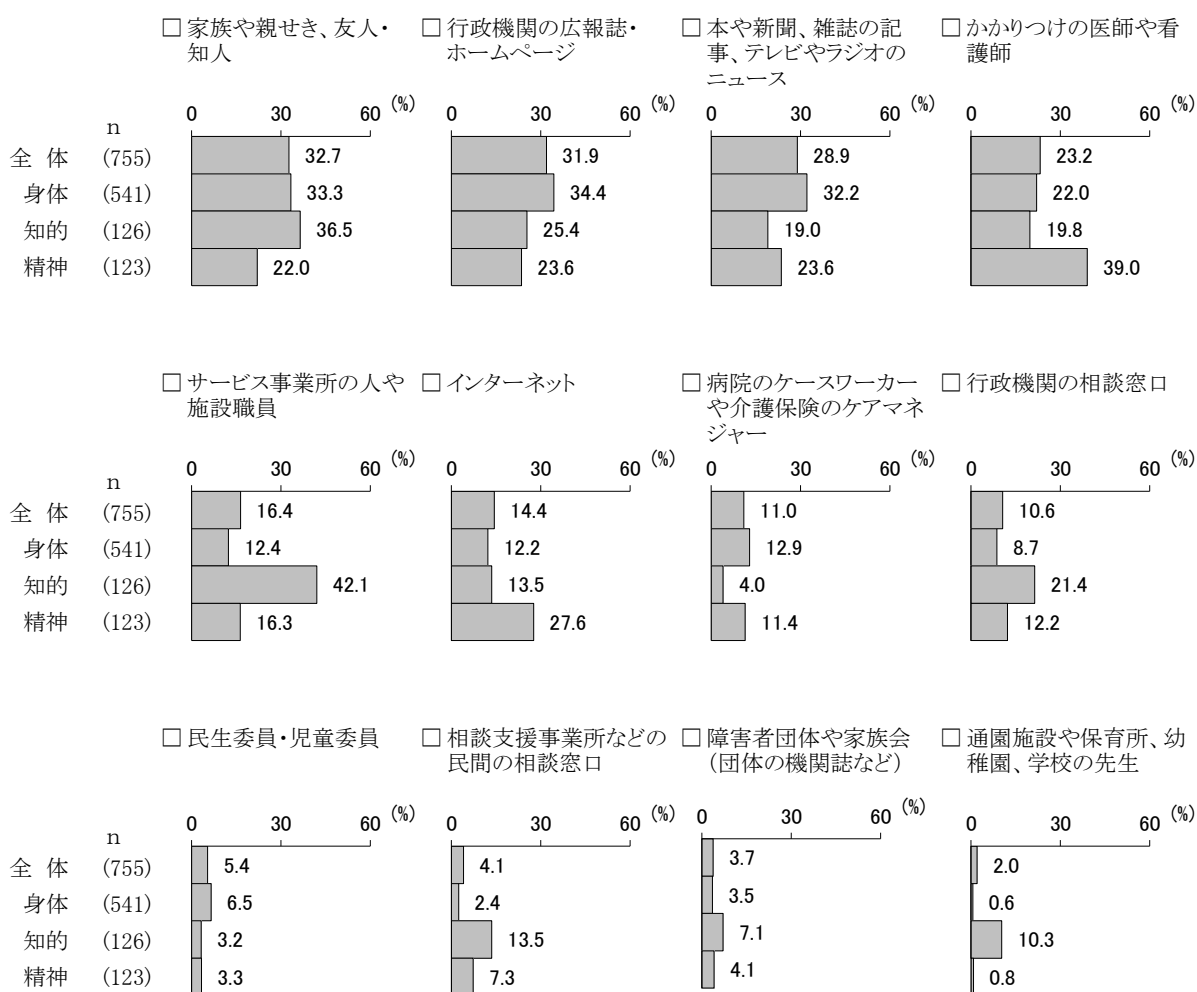 □ 家族や親せき、友人・
知人
□ 行政機関の広報誌・
ホームページ
□ 本や新聞、雑誌の記
事、テレビやラジオの
ニュース
□ かかりつけの医師や看
護師
0 30 60 (%) 0 30 60 (%) 0 30 60 (%) 0 30 60 (%)
n
全 体 (755) 32.7 31.9 28.9 23.2
身体 (541) 33.3 34.4 32.2 22.0
知的 (126) 36.5 25.4 19.0 19.8
精神 (123) 22.0 23.6 23.6 39.0
□ サービス事業所の人や
施設職員
□ インターネット
□ 病院のケースワーカー
や介護保険のケアマネ
ジャー
□ 行政機関の相談窓口
0 30 60 (%) 0 30 60 (%) 0 30 60 (%) 0 30 60 (%)
n
全 体 (755) 16.4 14.4 11.0 10.6
身体 (541) 12.4 12.2 12.9 8.7
知的 (126) 42.1 13.5 4.0 21.4
精神 (123) 16.3 27.6 11.4 12.2
□ 民生委員・児童委員
□ 相談支援事業所などの
民間の相談窓口
□ 障害者団体や家族会
(団体の機関誌など)
□ 通園施設や保育所、幼
稚園、学校の先生
0 30 60 (%) 0 30 60 (%) 0 30 60 (%) 0 30 60 (%)
n
全 体 (755) 5.4 4.1 3.7 2.0
身体 (541) 6.5 2.4 3.5 0.6
知的 (126) 3.2 13.5 7.1 10.3
精神 (123) 3.3 7.3 4.1 0.8